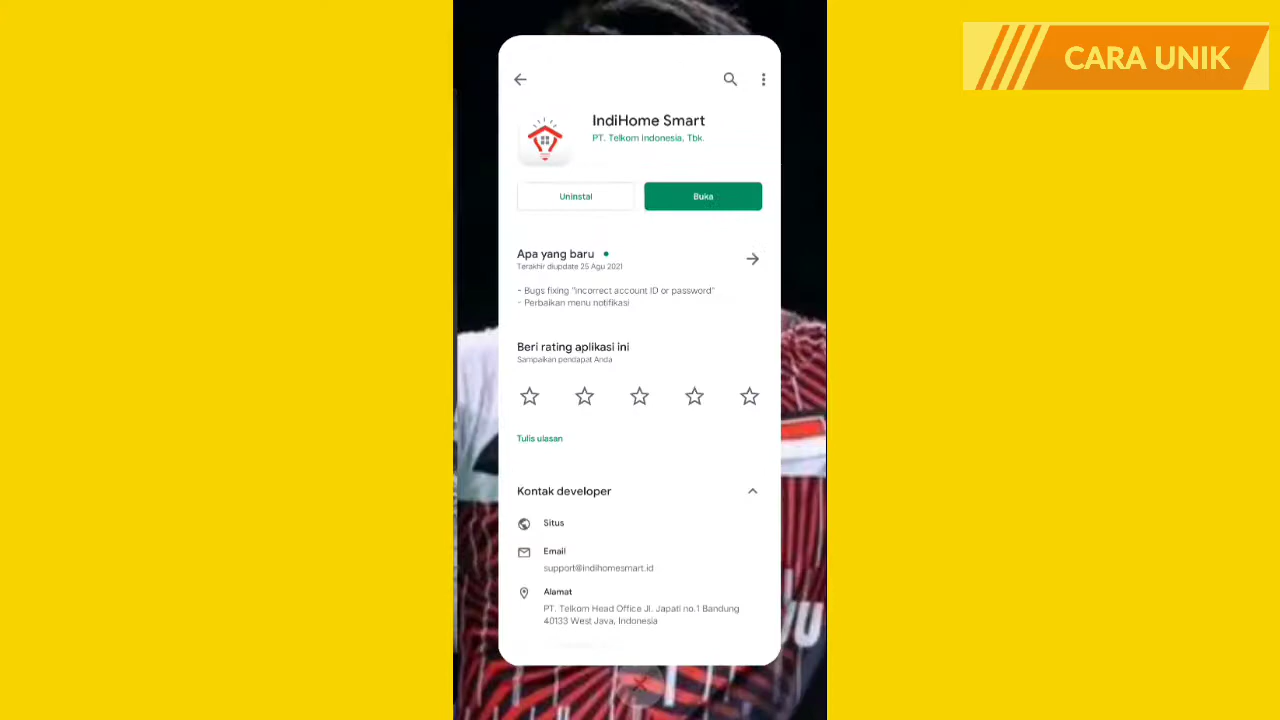 CARA UNIK
IndiHome Smart
PT. Telkom Indonesia, Tbk.
Uninstal
Buka
Apa yang baru
Terakhir diupdate 25 Agu 2021
- Bugs fixing "incorrect account ID or password"
- Perbaikan menu notifikasi
Beri rating aplikasi ini
Sampaikan pendapat Anda
Tulis ulasan
Kontak developer
Situs
Email
support@indihomesmart.id
Alamat
PT. Telkom Head Office Jl. Japati no.1 Bandung
40133 West Java, Indonesia